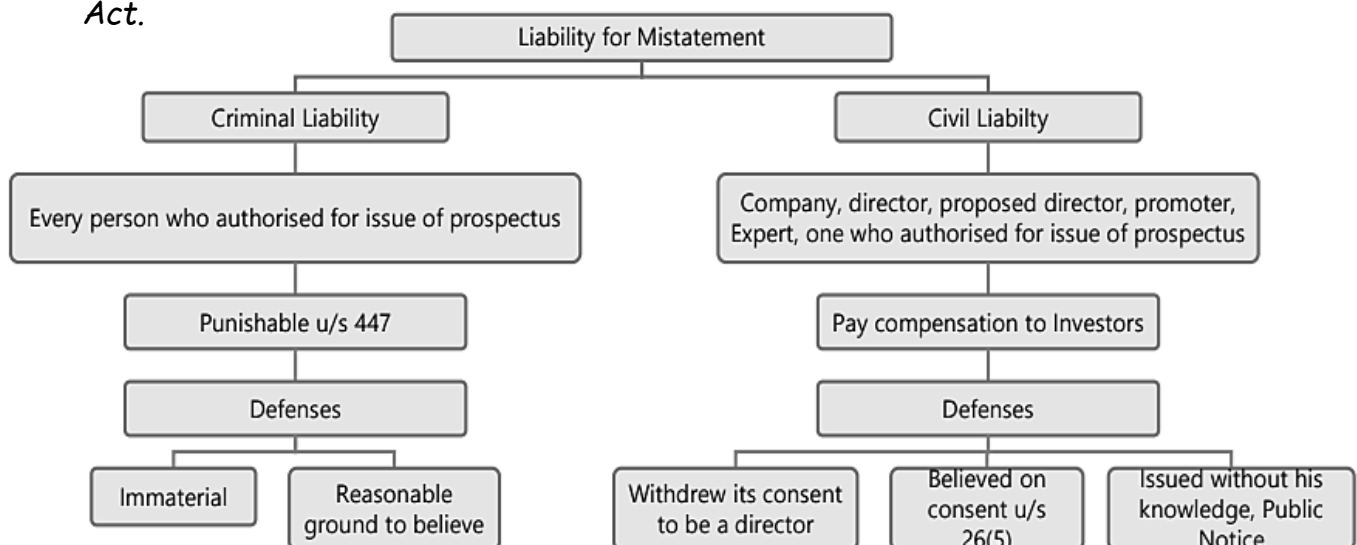 Act.
Liability for Mistatement
Criminal Liability
Civil Liabilty
Every person who authorised for issue of prospectus
Company, director, proposed director, promoter,
Expert, one who authorised for issue of prospectus
Punishable u/s 447
Pay compensation to Investors
Defenses
Defenses
Immaterial
Reasonable
ground to believe
Withdrew its consent
to be a director
Believed on
consent u/s
26(5)
Issued without his
knowledge, Public
Notice